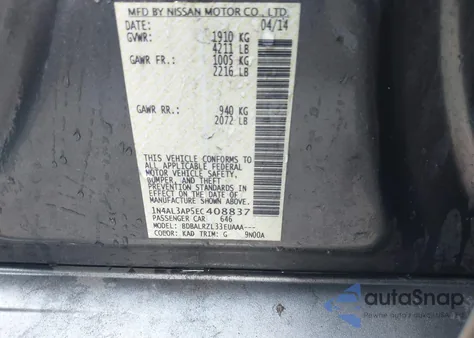 MFD BY NISSAN MOTOR CO., LTD.
DATE: 04/14
GVWR: 1910 KG
4211 LB
GAWR FR.: 1005 KG
2216 LB
GAWR RR.: 940 KG
2072 LB
THIS VEHICLE CONFORMS TO
ALL APPLICABLE FEDERAL
MOTOR VEHICLE SAFETY,
BUMPER, AND THEFT
PREVENTION STANDARDS IN
EFFECT ON THE DATE OF
MANUFACTURE SHOWN ABOVE.
1N4AL3AP5EC408837
PASSENGER CAR 646
MODEL: BDBALRZL33EUAAA---
COLOR: KAD TRIM: G 9N00A
autoSnap